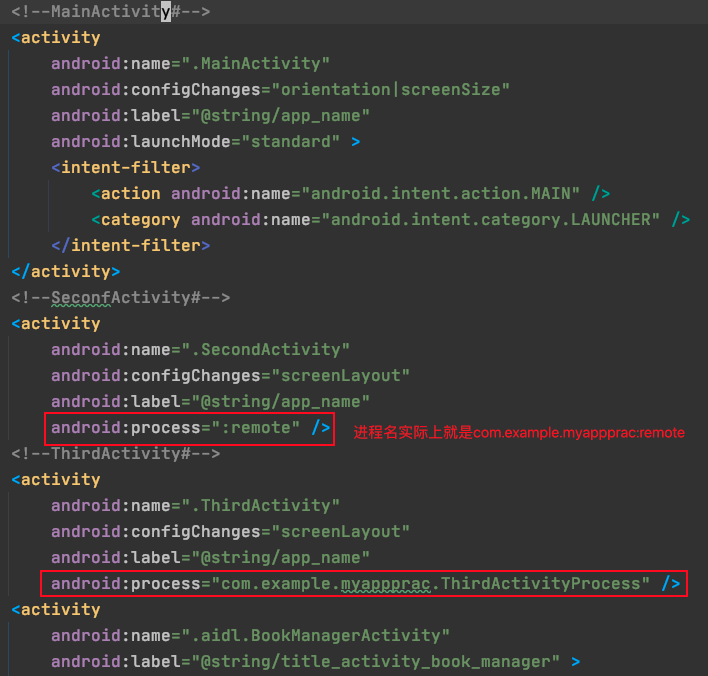 <!--MainActivity#-->
<activity
android:name=".MainActivity"
android:configChanges="orientation|screenSize"
android:label="@string/app_name"
android:launchMode="standard" >
<intent-filter>
<action android:name="android.intent.action.MAIN" />
<category android:name="android.intent.category.LAUNCHER" />
</intent-filter>
</activity>
<!--SeconfActivity#-->
<activity
android:name=".SecondActivity"
android:configChanges="screenLayout"
android:label="@string/app_name"
android:process=":remote" /> 进程名实际上就是com.example.myappprac:remote
<!--ThirdActivity#-->
<activity
android:name=".ThirdActivity"
android:configChanges="screenLayout"
android:label="@string/app_name"
android:process="com.example.myappprac.ThirdActivityProcess" />
<activity
android:name=".aidl.BookManagerActivity"
android:label="@string/title_activity_book_manager" >